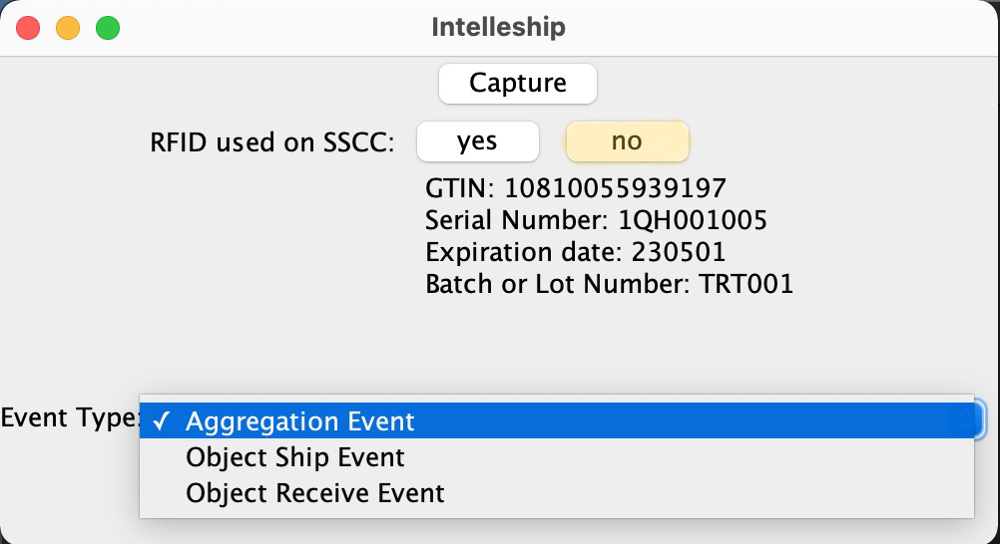 Intelleship
Capture
RFID used on SSCC: yes no
GTIN: 10810055939197
Serial Number: 1QH001005
Expiration date: 230501
Batch or Lot Number: TRT001
Event Type: ✓ Aggregation Event
Object Ship Event
Object Receive Event